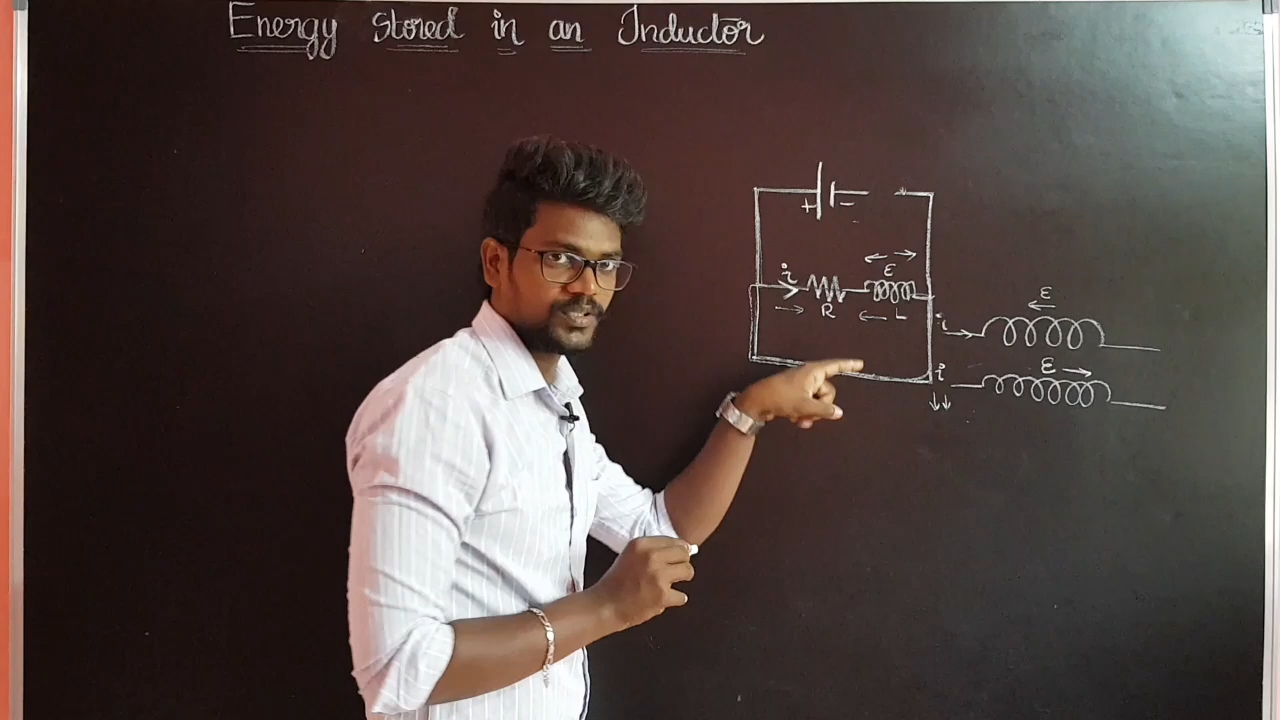 Energy Stored in an Inductor
+ -
i ε
R L
ε
i
ε
i